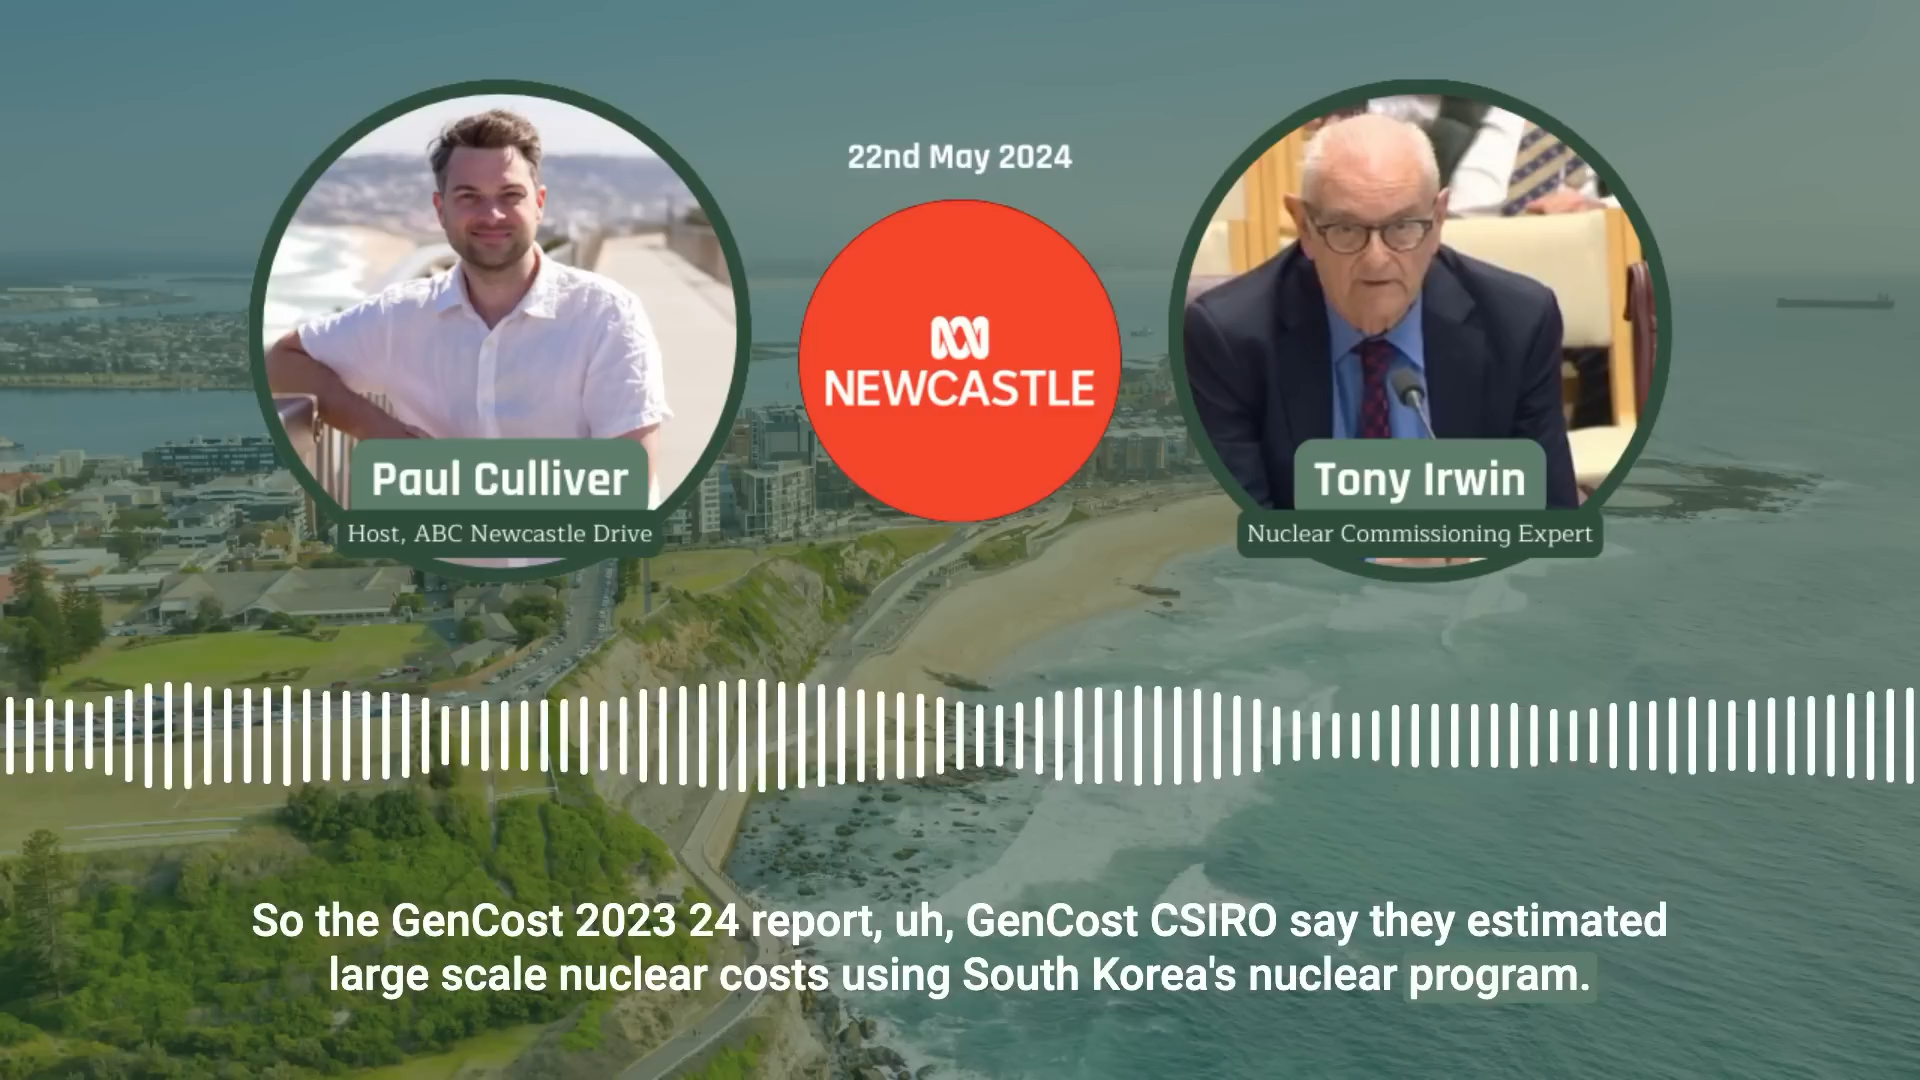 22nd May 2024
NEWCASTLE
Paul Culliver
Host, ABC Newcastle Drive
Tony Irwin
Nuclear Commissioning Expert
So the GenCost 2023 24 report, uh, GenCost CSIRO say they estimated
large scale nuclear costs using South Korea's nuclear program.